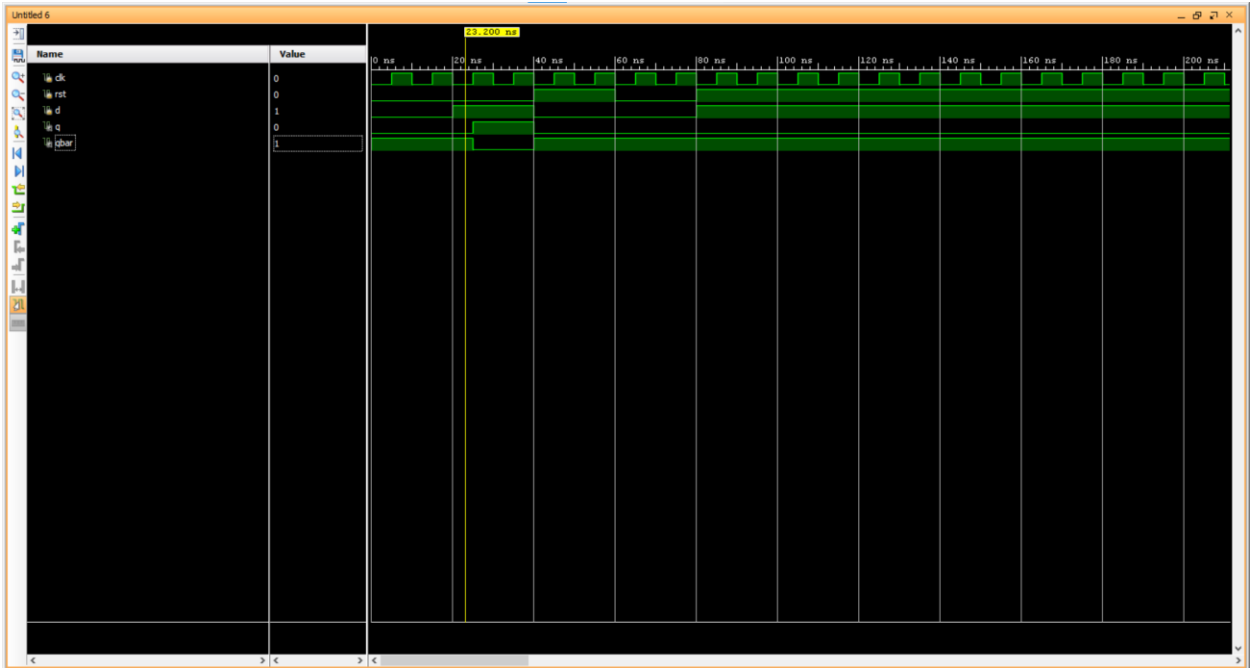 Untitled 6
23.200 ns
Name Value
0 ns 20 ns 40 ns 60 ns 80 ns 100 ns 120 ns 140 ns 160 ns 180 ns 200 ns
clk 0
rst 0
d 1
q 0
qbar 1